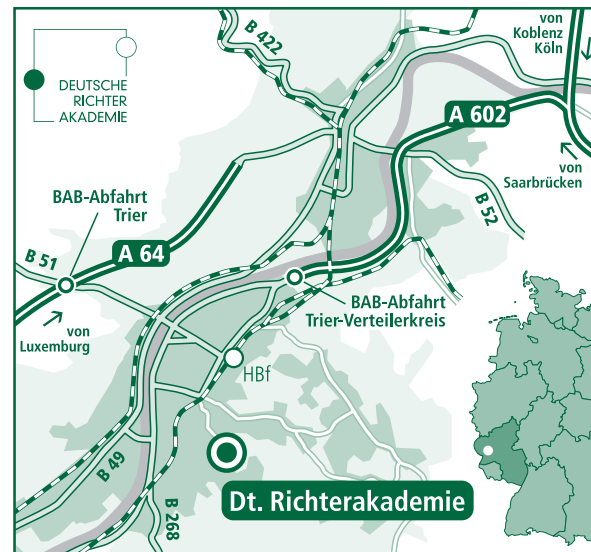 B 422
von
Koblenz
Köln
DEUTSCHE
RICHTER
AKADEMIE
A 602
von
Saarbrücken
BAB-Abfahrt
Trier
B 52
A 64
B 51
BAB-Abfahrt
Trier-Verteilerkreis
von
Luxemburg
HBf
B 49
Dt. Richterakademie
B 268